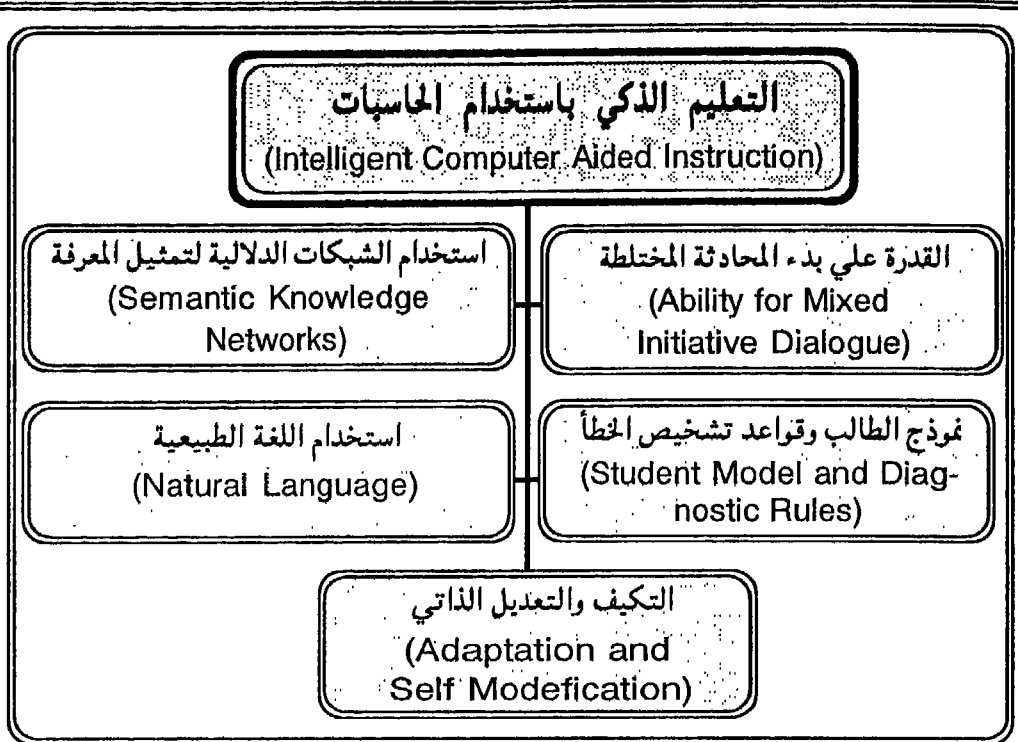 التعليم الذكي باستخدام الحاسبات
(Intelligent Computer Aided Instruction)
القدرة علي بدء المحادثة المختلطة
(Ability for Mixed
Initiative Dialogue)
استخدام الشبكات الدلالية لتمثيل المعرفة
(Semantic Knowledge
Networks)
نموذج الطالب وقواعد تشخيص الخطأ
(Student Model and Diag-
nostic Rules)
استخدام اللغة الطبيعية
(Natural Language)
التكيف والتعديل الذاتي
(Adaptation and
Self Modefication)